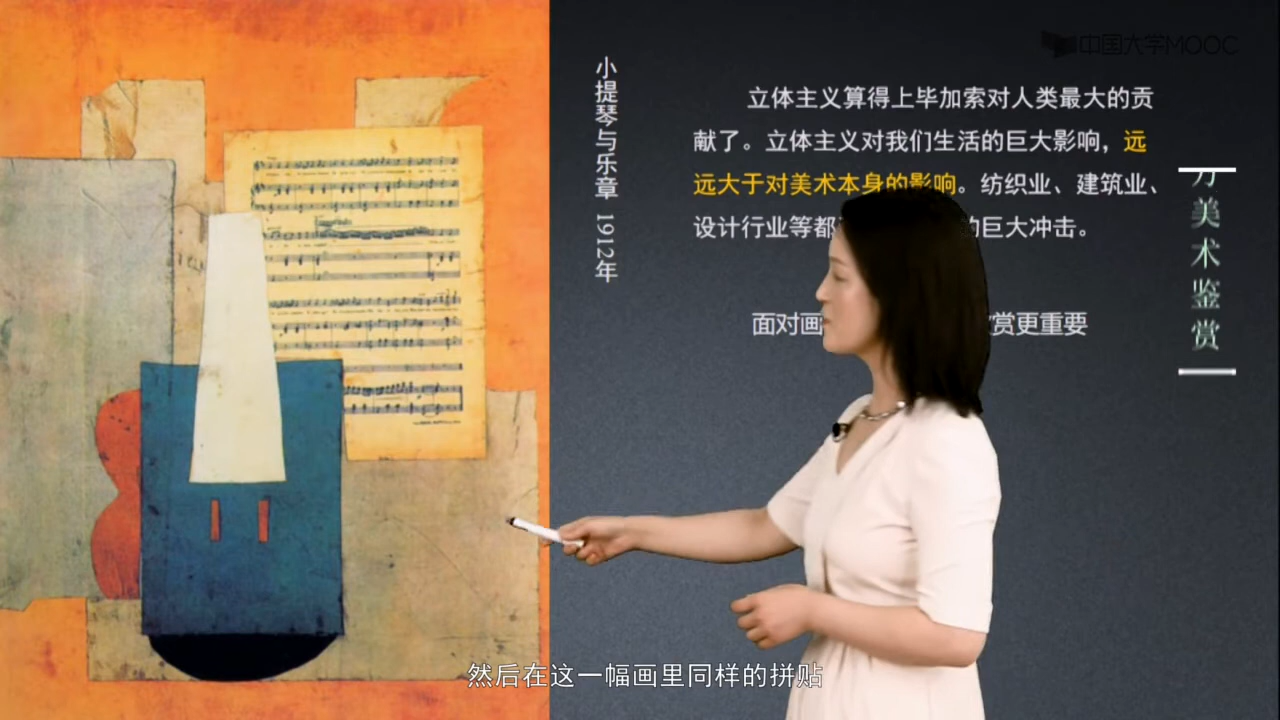 中国大学MOOC
小提琴与乐章 1912年
立体主义算得上毕加索对人类最大的贡
献了。立体主义对我们生活的巨大影响，远
远大于对美术本身的影响。纺织业、建筑业、
设计行业等都
的巨大冲击。
面对画
赏更重要
方美术鉴赏
然后在这一幅画里同样的拼贴